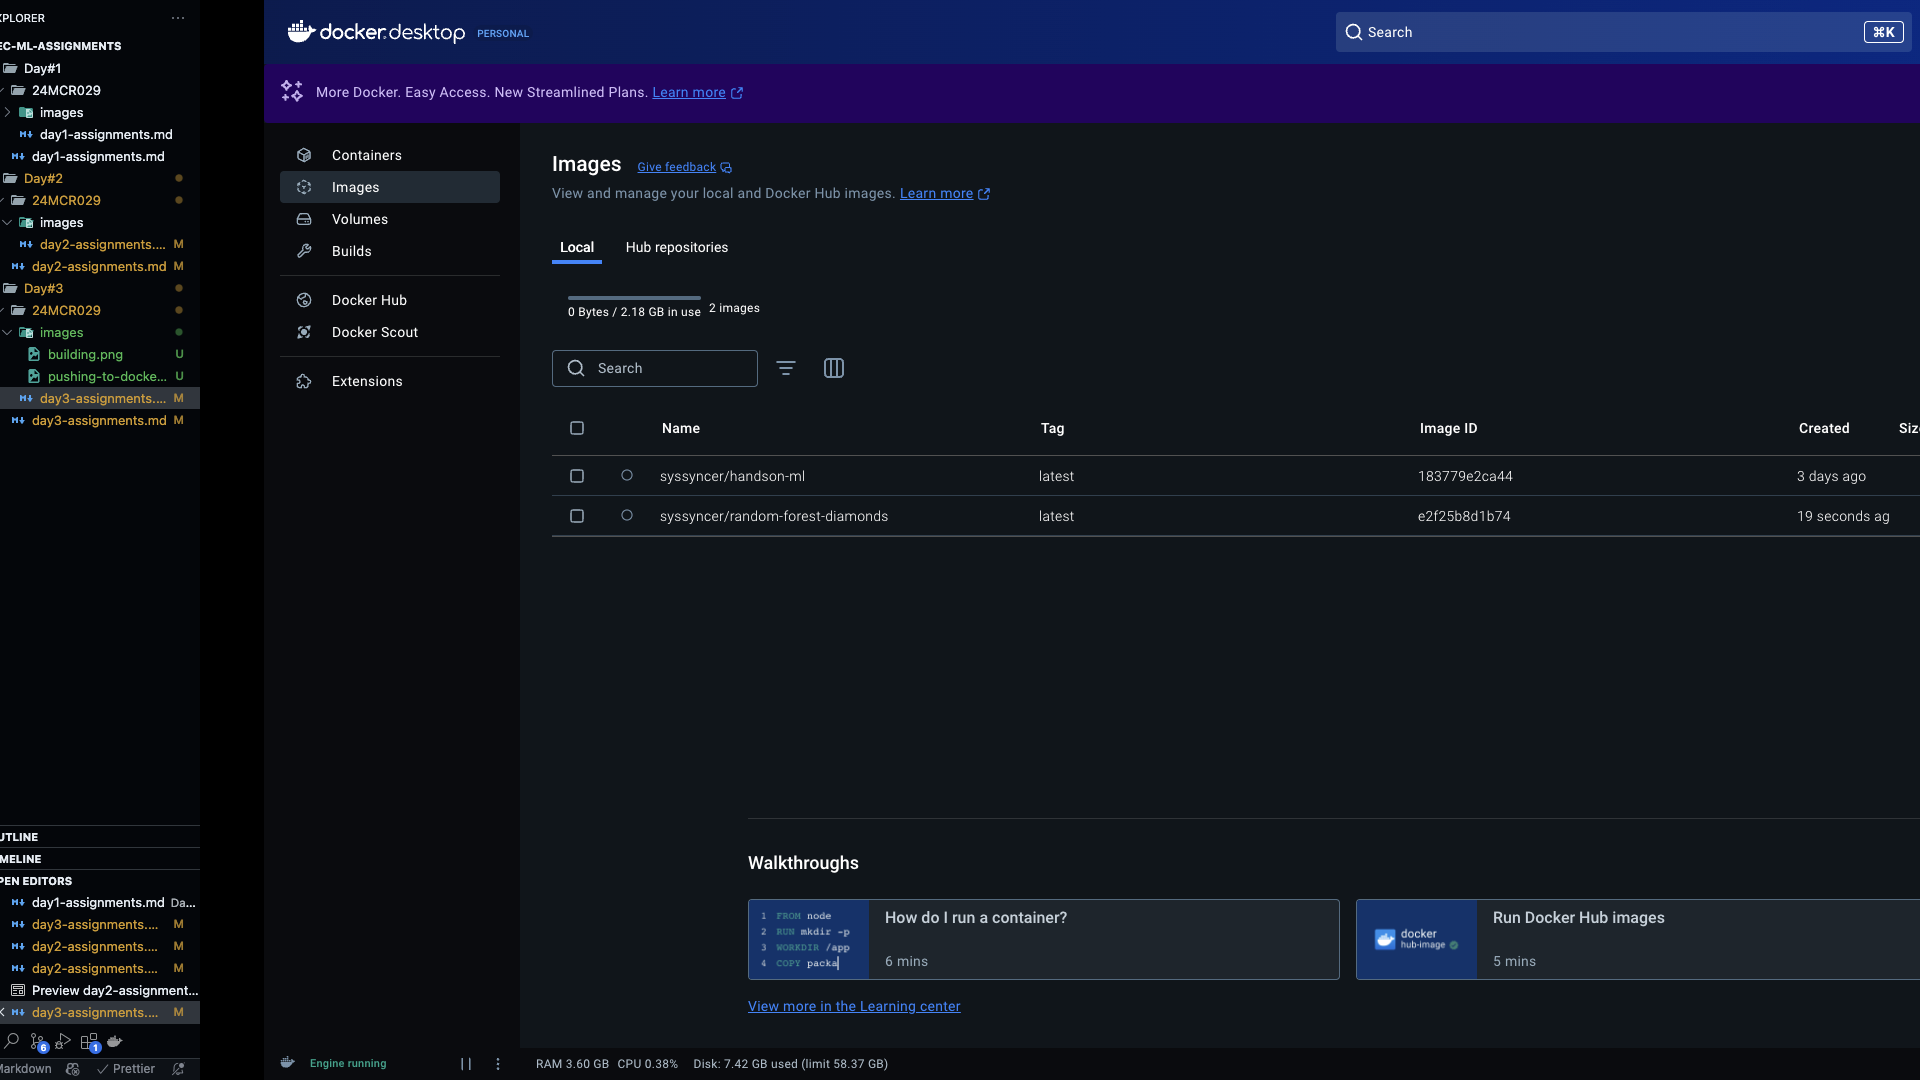 XPLORER
EC-ML-ASSIGNMENTS
Day#1
24MCR029
images
day1-assignments.md
day1-assignments.md
Day#2
24MCR029
images
day2-assignments.... M
day2-assignments.md M
Day#3
24MCR029
images
building.png U
pushing-to-docke... U
day3-assignments.... M
day3-assignments.md M
UTLINE
MELINE
PEN EDITORS
day1-assignments.md Da...
day3-assignments.... M
day2-assignments.... M
day2-assignments.... M
Preview day2-assignment...
day3-assignments.... M
6
1
Markdown
Prettier
docker.desktop PERSONAL
Search ⌘K
More Docker. Easy Access. New Streamlined Plans. Learn more
Containers
Images
Volumes
Builds
Docker Hub
Docker Scout
Extensions
Images Give feedback
View and manage your local and Docker Hub images. Learn more
Local Hub repositories
0 Bytes / 2.18 GB in use 2 images
Search
Name Tag Image ID Created Siz
syssyncer/handson-ml latest 183779e2ca44 3 days ago
syssyncer/random-forest-diamonds latest e2f25b8d1b74 19 seconds ag
Walkthroughs
1 FROM node
2 RUN mkdir -p
3 WORKDIR /app
4 COPY packa
How do I run a container?
6 mins
docker
hub-image
Run Docker Hub images
5 mins
View more in the Learning center
Engine running
RAM 3.60 GB CPU 0.38% Disk: 7.42 GB used (limit 58.37 GB)